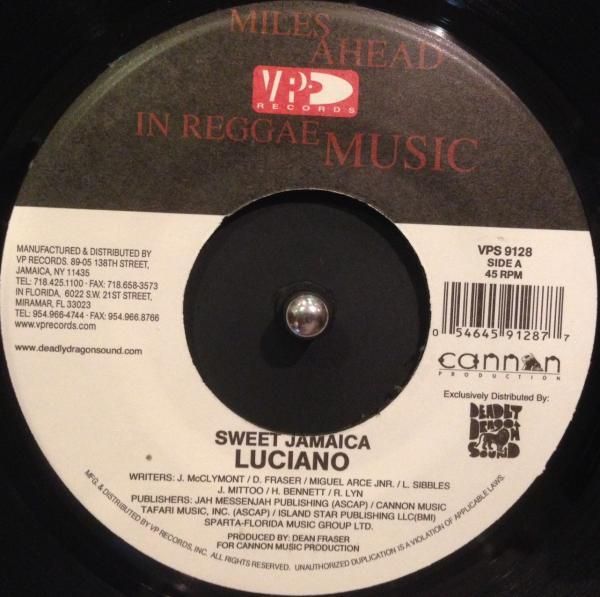 MILES
AHEAD
VP
RECORDS
IN REGGAE MUSIC
MANUFACTURED & DISTRIBUTED BY
VP RECORDS. 89-05 138TH STREET,
JAMAICA, NY 11435
TEL: 718.425.1100 · FAX: 718.658-3573
IN FLORIDA, 6022 S.W. 21ST STREET,
MIRAMAR, FL 33023
TEL: 954.966-4744 · FAX: 954.966.8766
www.vprecords.com
www.deadlydragonsound.com
VPS 9128
SIDE A
45 RPM
0 54645 91287 7
cannon
PRODUCTION
Exclusively Distributed By:
DEADLY
DRAGON
SOUND
SWEET JAMAICA
LUCIANO
WRITERS: J. McCLYMONT / D. FRASER / MIGUEL ARCE JNR. / L. SIBBLES
J. MITTOO / H. BENNETT / R. LYN
PUBLISHERS: JAH MESSENJAH PUBLISHING (ASCAP) / CANNON MUSIC
TAFARI MUSIC, INC. (ASCAP) / ISLAND STAR PUBLISHING LLC(BMI)
SPARTA-FLORIDA MUSIC GROUP LTD.
PRODUCED BY: DEAN FRASER
FOR CANNON MUSIC PRODUCTION
MFG. & DISTRIBUTED BY VP RECORDS, INC. ALL RIGHTS RESERVED. UNAUTHORIZED DUPLICATION IS A VIOLATION OF APPLICABLE LAWS.